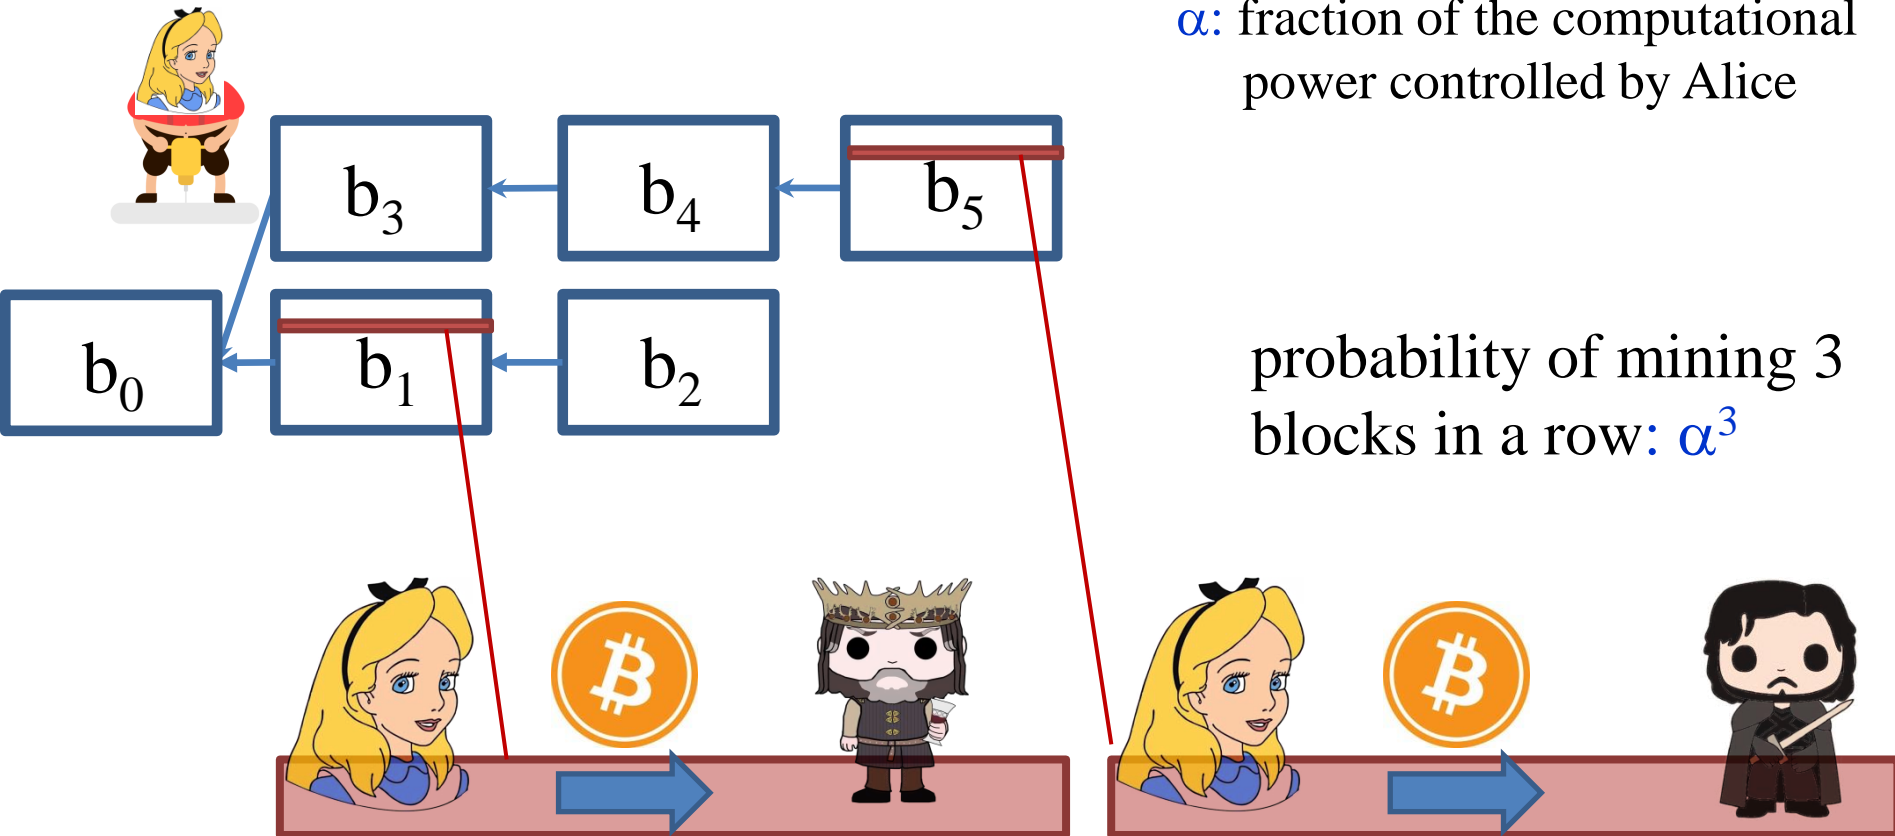 α: fraction of the computational
power controlled by Alice
b₃
b₄
b₅
b₀
b₁
b₂
probability of mining 3
blocks in a row: α³